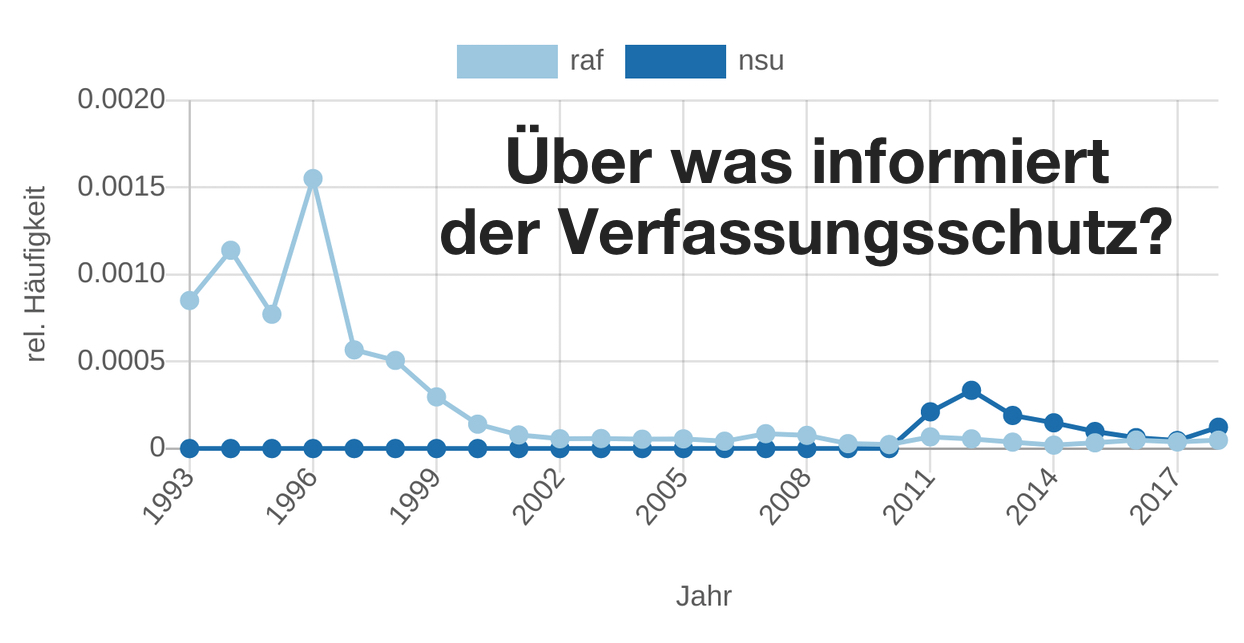 raf nsu
Über was informiert
der Verfassungsschutz?
rel. Häufigkeit
0.0020
0.0015
0.0010
0.0005
0
1993 1996 1999 2002 2005 2008 2011 2014 2017
Jahr